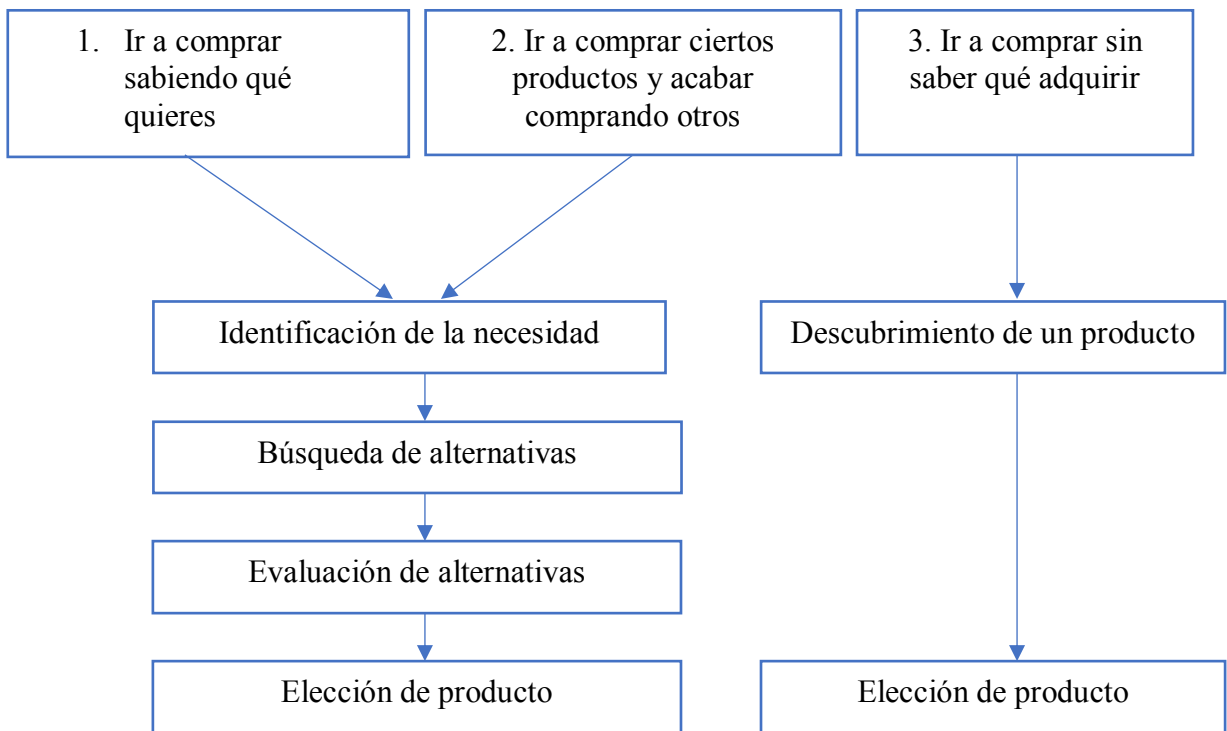 1. Ir a comprar
sabiendo qué
quieres
2. Ir a comprar ciertos
productos y acabar
comprando otros
3. Ir a comprar sin
saber qué adquirir
Identificación de la necesidad
Descubrimiento de un producto
Búsqueda de alternativas
Evaluación de alternativas
Elección de producto
Elección de producto